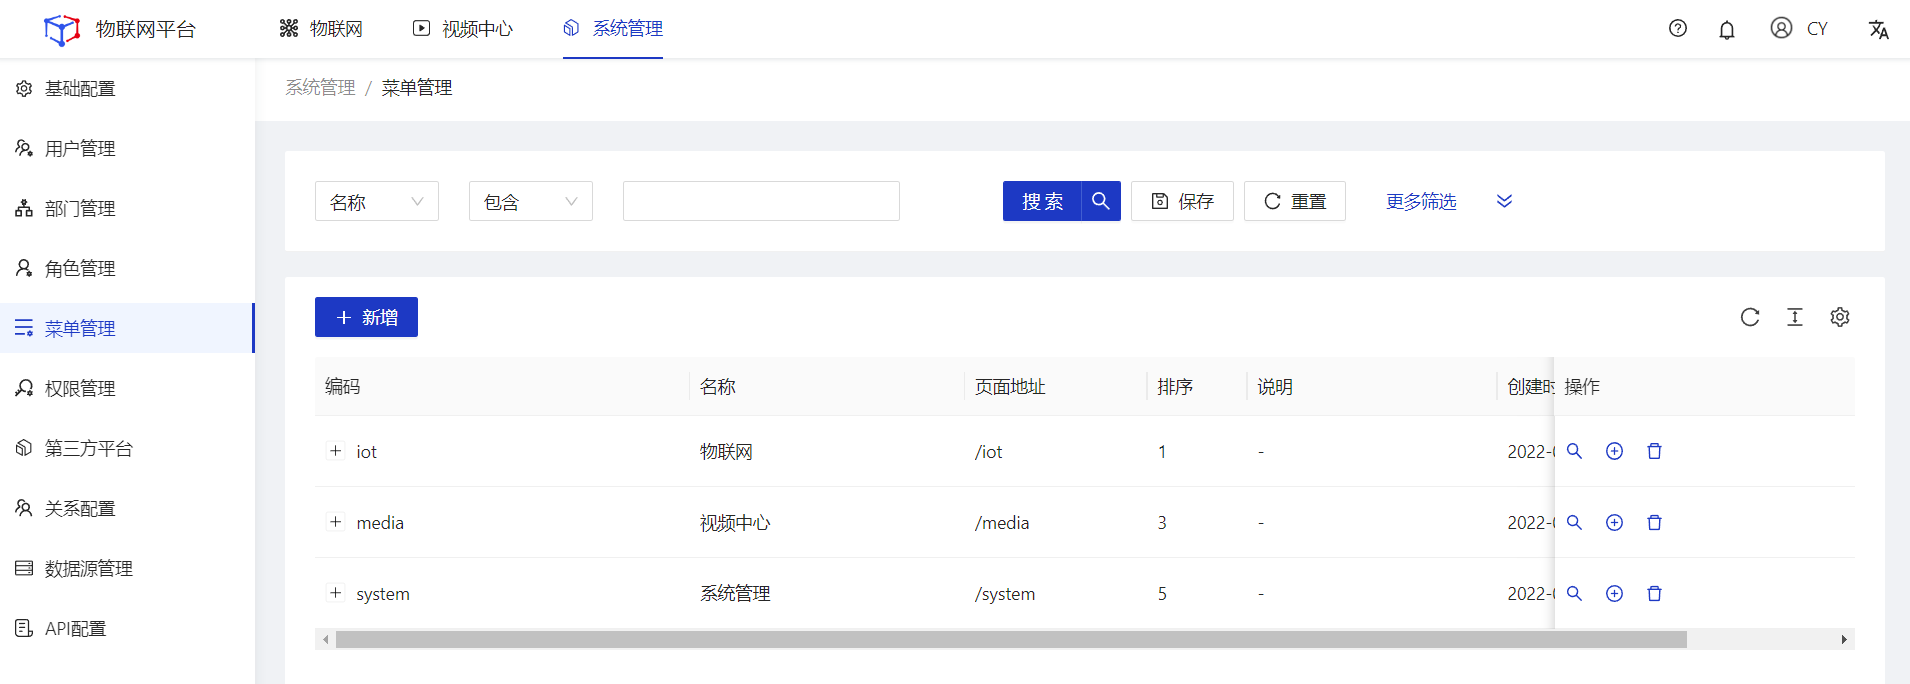 物联网平台 物联网 视频中心 系统管理 CY
基础配置
用户管理
部门管理
角色管理
菜单管理
权限管理
第三方平台
关系配置
数据源管理
API配置
系统管理 / 菜单管理
名称 包含 搜索 保存 重置 更多筛选
新增
编码 名称 页面地址 排序 说明 创建时 操作
iot 物联网 /iot 1 - 2022-
media 视频中心 /media 3 - 2022-
system 系统管理 /system 5 - 2022-